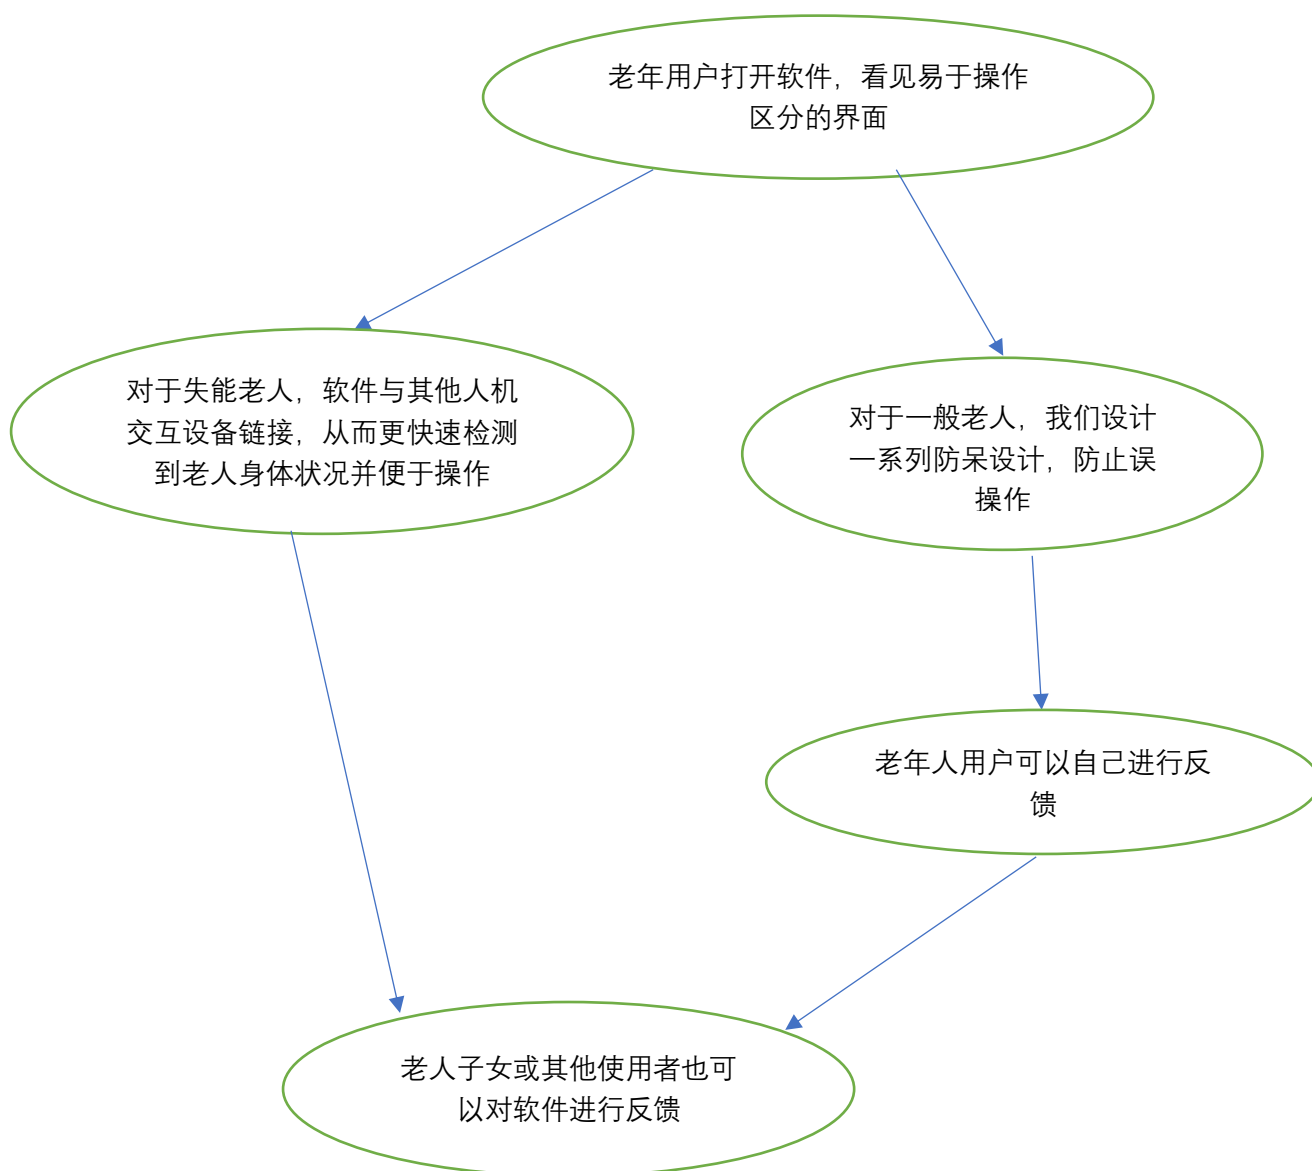 老年用户打开软件，看见易于操作
区分的界面
对于失能老人，软件与其他人机
交互设备链接，从而更快速检测
到老人身体状况并便于操作
对于一般老人，我们设计
一系列防呆设计，防止误
操作
老年人用户可以自己进行反
馈
老人子女或其他使用者也可
以对软件进行反馈